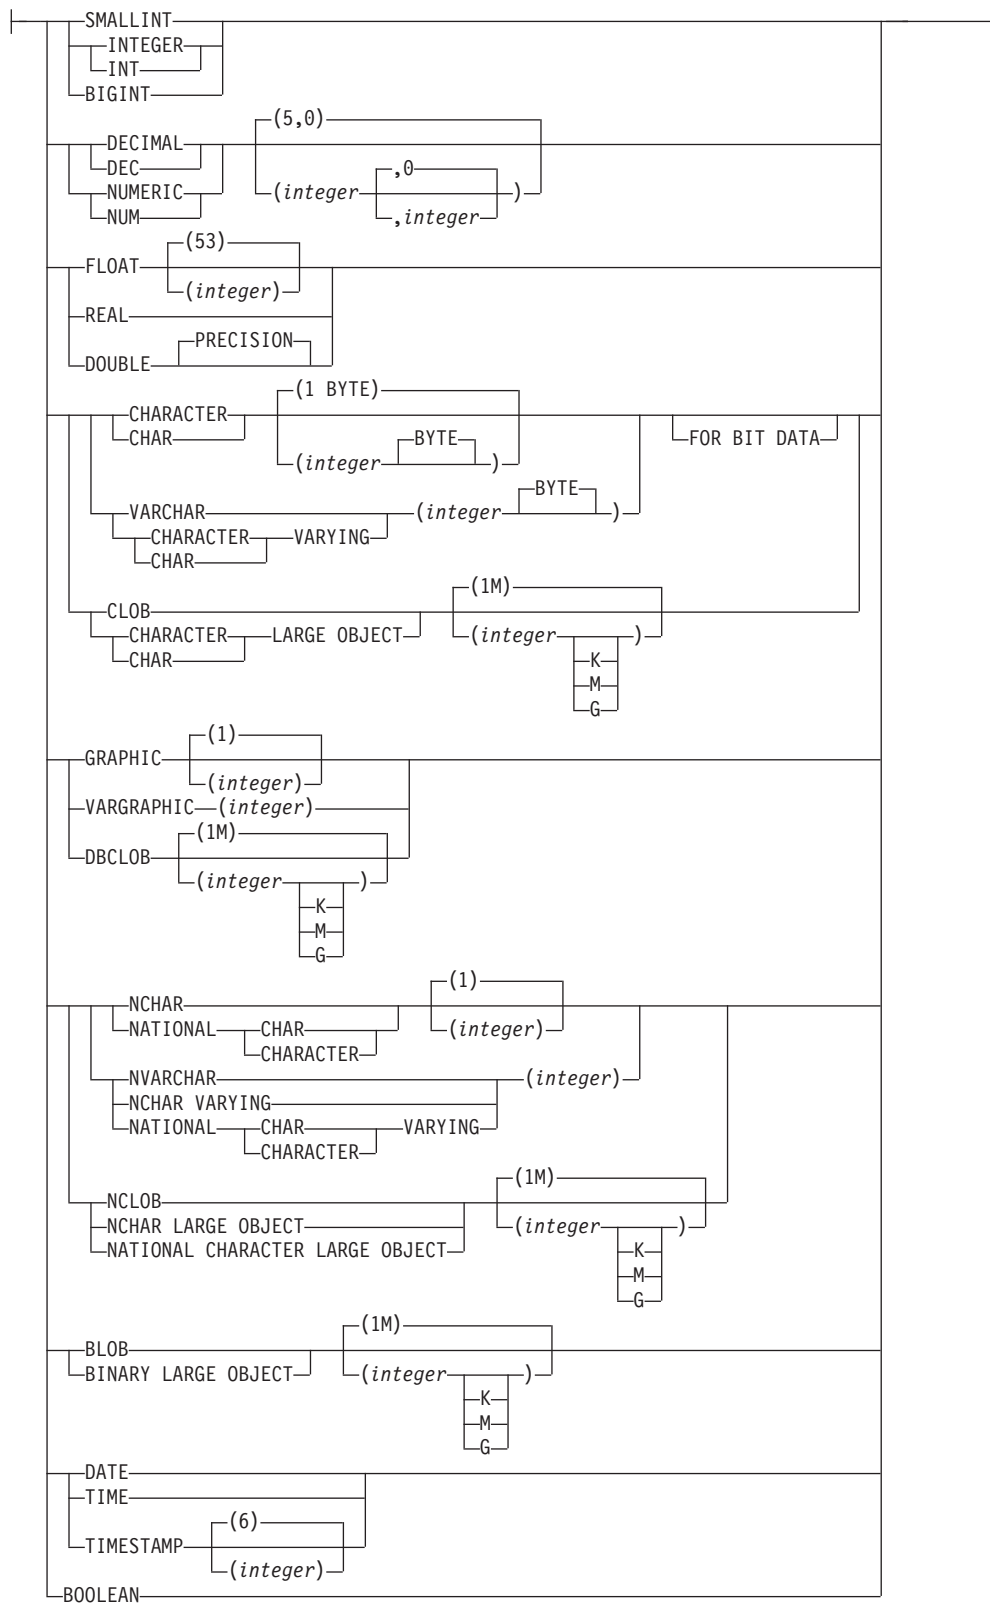 SMALLINT
INTEGER
INT
BIGINT
(5,0)
DECIMAL
DEC
,0
NUMERIC
(integer )
NUM
,integer
(53)
FLOAT
(integer)
REAL
PRECISION
DOUBLE
(1 BYTE)
CHARACTER
CHAR
FOR BIT DATA
BYTE
(integer )
BYTE
VARCHAR (integer )
CHARACTER VARYING
CHAR
(1M)
CLOB
CHARACTER LARGE OBJECT (integer )
CHAR
K
M
G
(1)
GRAPHIC
(integer)
VARGRAPHIC (integer)
(1M)
DBCLOB
(integer )
K
M
G
(1)
NCHAR
NATIONAL CHAR (integer)
CHARACTER
NVARCHAR (integer)
NCHAR VARYING
NATIONAL CHAR VARYING
CHARACTER
(1M)
NCLOB
NCHAR LARGE OBJECT (integer )
NATIONAL CHARACTER LARGE OBJECT K
M
G
(1M)
BLOB
BINARY LARGE OBJECT (integer )
K
M
G
DATE
TIME
(6)
TIMESTAMP
(integer)
BOOLEAN